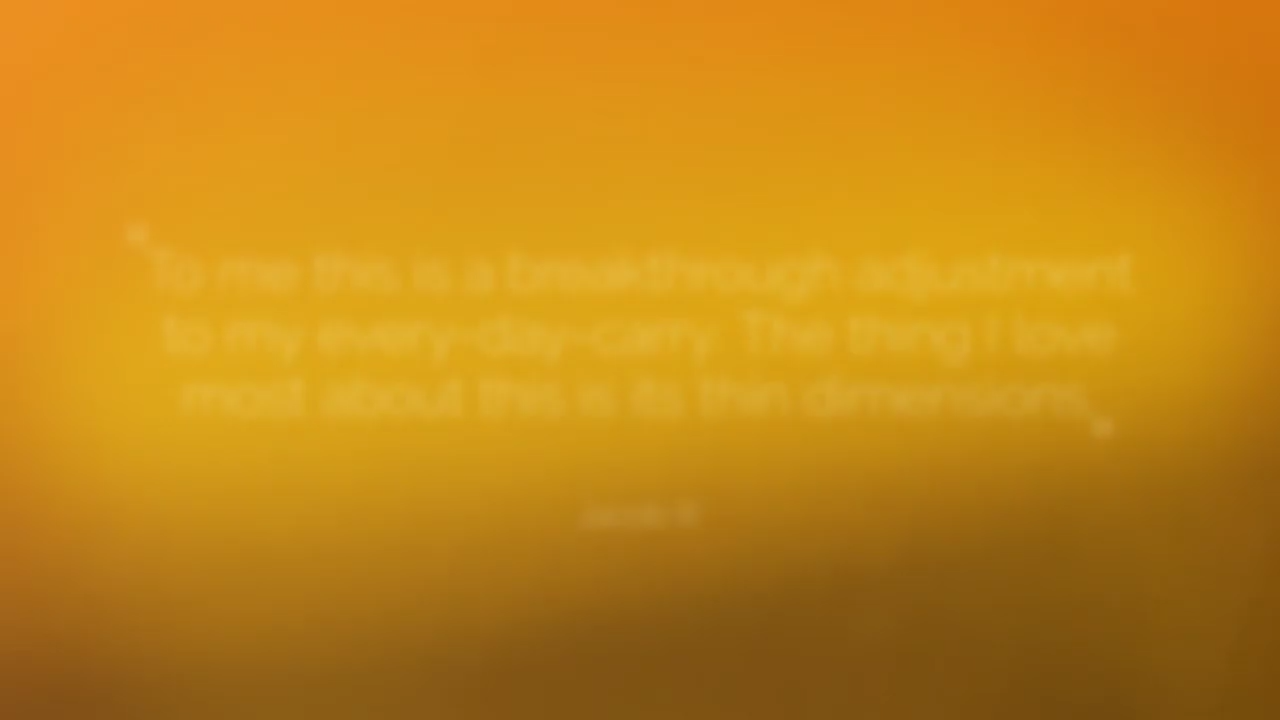 "To me this is a breakthrough adjustment
to my every-day-carry. The thing I love
most about this is its thin dimensions."